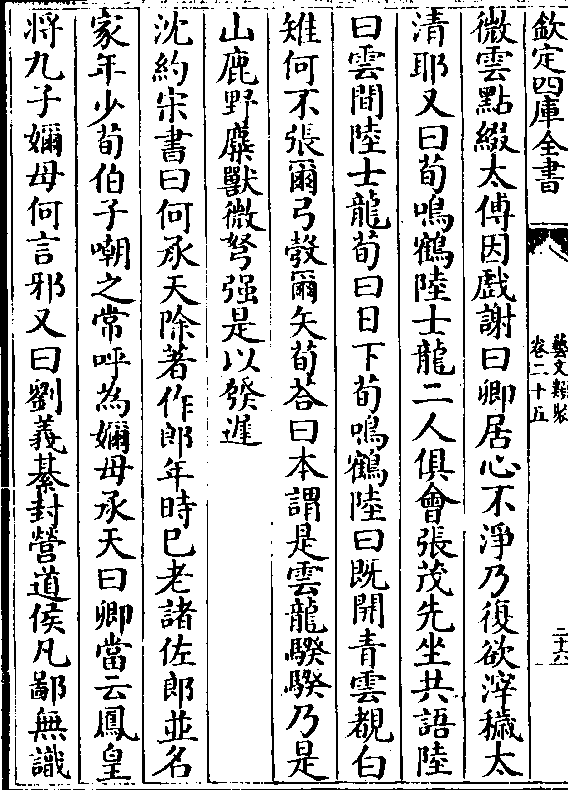 欽定四庫全書
藝文類聚
卷二十五
二十六
微雲點綴太傅因戲謝曰卿居心不淨乃復欲滓穢太
清耶又曰荀鳴鶴陸士龍二人俱會張茂先坐共語陸
曰雲間陸士龍荀曰日下荀鳴鶴陸曰既開青雲覩白
雉何不張爾弓敎爾矢荀荅曰本謂是雲龍騤騤乃是
山鹿野麋獸微弩强是以發遲
沈約宋書曰何承天除著作郎年時已老諸佐郎並名
家年少荀伯子嘲之常呼為嬭母承天曰卿當云鳳皇
将九子嬭母何言邪又曰劉義綦封營道侯凡鄙無識